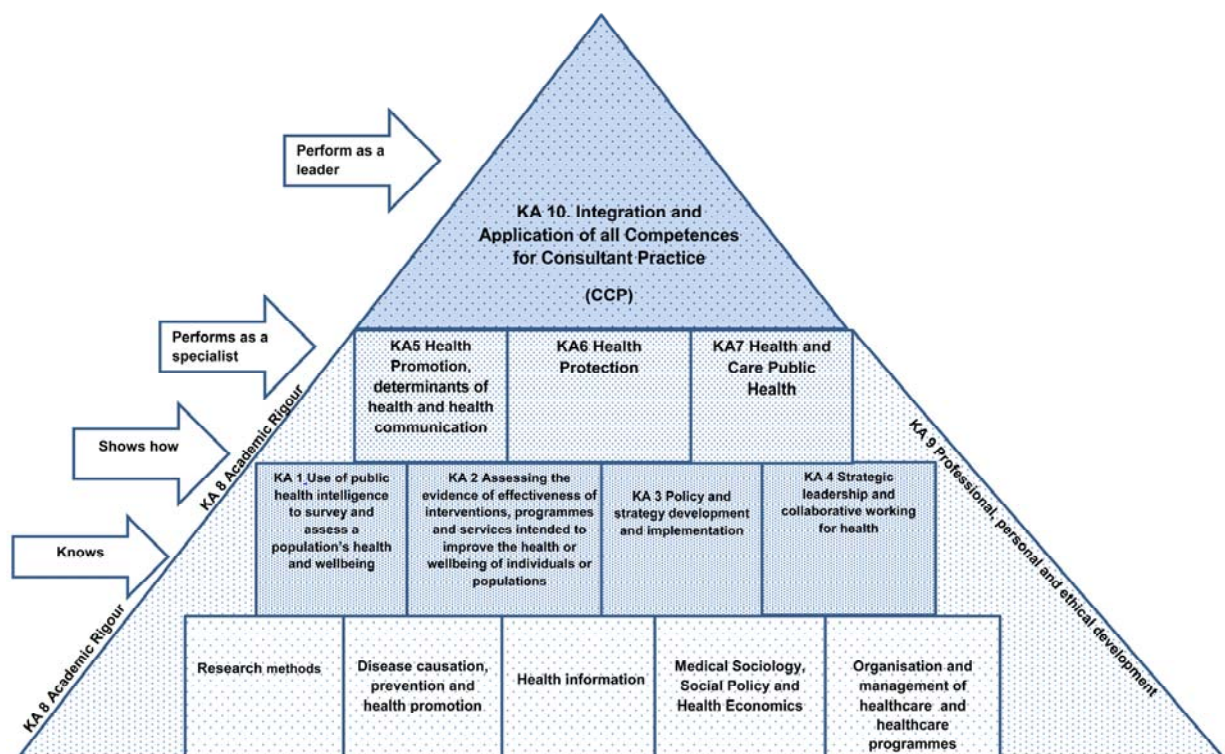 Perform as a
leader
KA 10. Integration and
Application of all Competences
for Consultant Practice
(CCP)
Performs as a
specialist
KA5 Health
Promotion,
determinants of
health and health
communication
KA6 Health
Protection
KA7 Health and
Care Public
Health
Shows how
KA 8 Academic Rigour
KA 9 Professional, personal and ethical development
KA 1 Use of public
health intelligence
to survey and
assess a
population's health
and wellbeing
KA 2 Assessing the
evidence of effectiveness of
interventions, programmes
and services intended to
improve the health or
wellbeing of individuals or
populations
KA 3 Policy and
strategy development
and implementation
KA 4 Strategic
leadership and
collaborative working
for health
Knows
KA 8 Academic Rigour
Research methods
Disease causation,
prevention and
health promotion
Health information
Medical Sociology,
Social Policy and
Health Economics
Organisation and
management of
healthcare and
healthcare
programmes